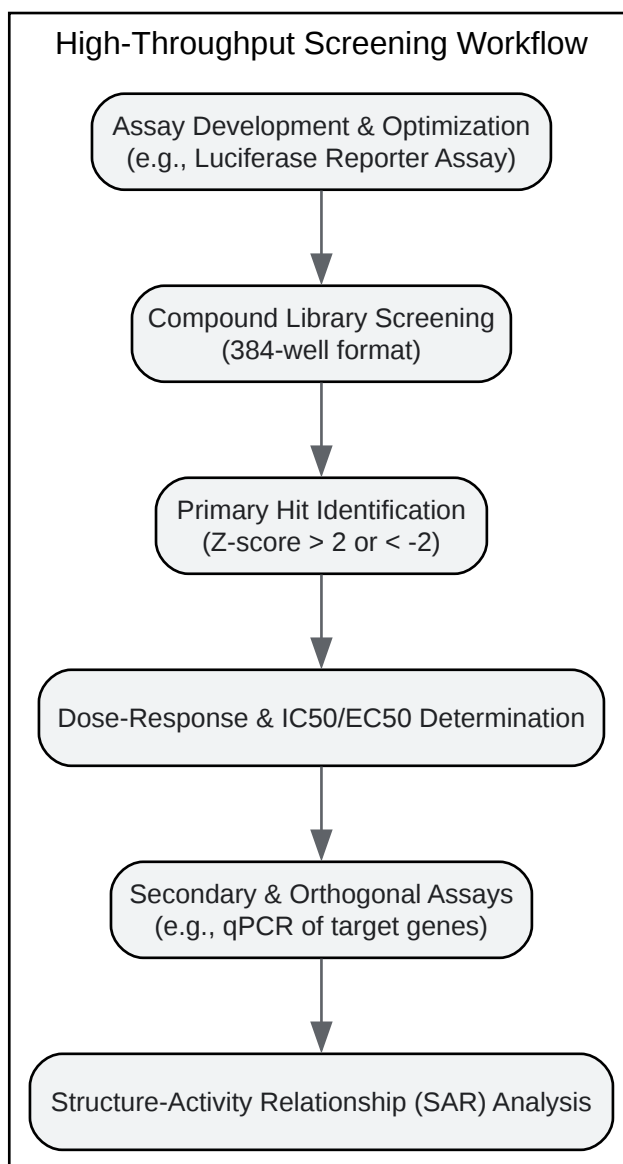 High-Throughput Screening Workflow
Assay Development & Optimization
(e.g., Luciferase Reporter Assay)
Compound Library Screening
(384-well format)
Primary Hit Identification
(Z-score > 2 or < -2)
Dose-Response & IC50/EC50 Determination
Secondary & Orthogonal Assays
(e.g., qPCR of target genes)
Structure-Activity Relationship (SAR) Analysis